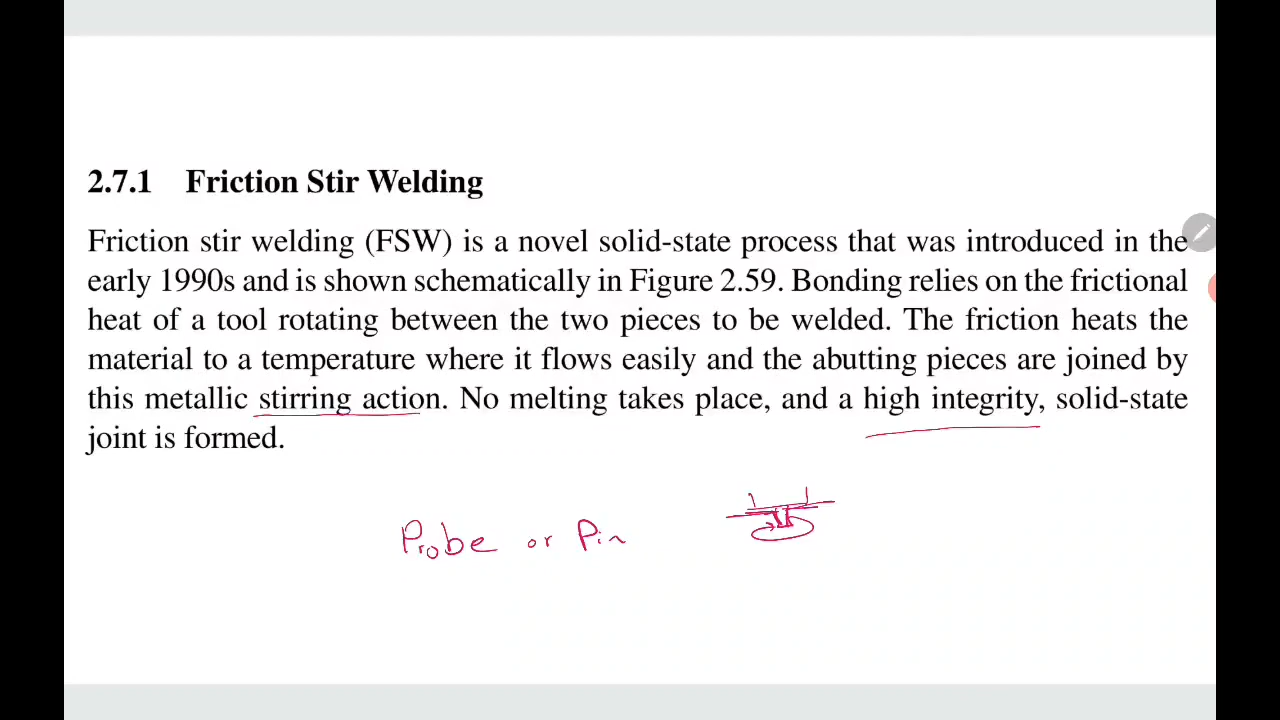 2.7.1 Friction Stir Welding
Friction stir welding (FSW) is a novel solid-state process that was introduced in the
early 1990s and is shown schematically in Figure 2.59. Bonding relies on the frictional
heat of a tool rotating between the two pieces to be welded. The friction heats the
material to a temperature where it flows easily and the abutting pieces are joined by
this metallic stirring action. No melting takes place, and a high integrity, solid-state
joint is formed.
Probe or Pin